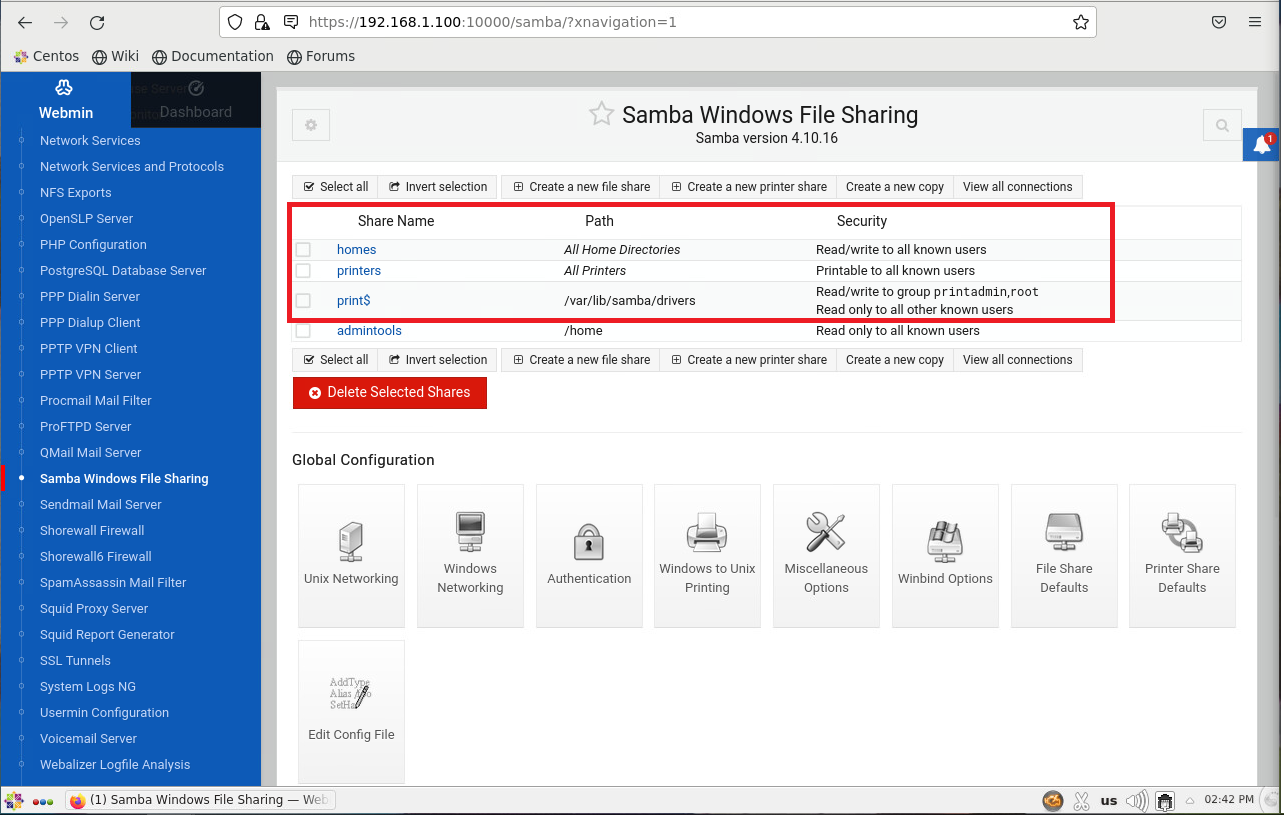 https://192.168.1.100:10000/samba/?xnavigation=1
Centos Wiki Documentation Forums
Webmin
Dashboard
Network Services
Network Services and Protocols
NFS Exports
OpenSLP Server
PHP Configuration
PostgreSQL Database Server
PPP Dialin Server
PPP Dialup Client
PPTP VPN Client
PPTP VPN Server
Procmail Mail Filter
ProFTPD Server
QMail Mail Server
Samba Windows File Sharing
Sendmail Mail Server
Shorewall Firewall
Shorewall6 Firewall
SpamAssassin Mail Filter
Squid Proxy Server
Squid Report Generator
SSL Tunnels
System Logs NG
Usermin Configuration
Voicemail Server
Webalizer Logfile Analysis
Samba Windows File Sharing
Samba version 4.10.16
1
Select all Invert selection Create a new file share Create a new printer share Create a new copy View all connections
Share Name Path Security
homes All Home Directories Read/write to all known users
printers All Printers Printable to all known users
print$ /var/lib/samba/drivers Read/write to group printadmin,root
Read only to all other known users
admintools /home Read only to all known users
Select all Invert selection Create a new file share Create a new printer share Create a new copy View all connections
Delete Selected Shares
Global Configuration
Unix Networking
Windows
Networking
Authentication
Windows to Unix
Printing
Miscellaneous
Options
Winbind Options
File Share
Defaults
Printer Share
Defaults
AddType
Alias
SetHa
Edit Config File
(1) Samba Windows File Sharing — Web
us
02:42 PM